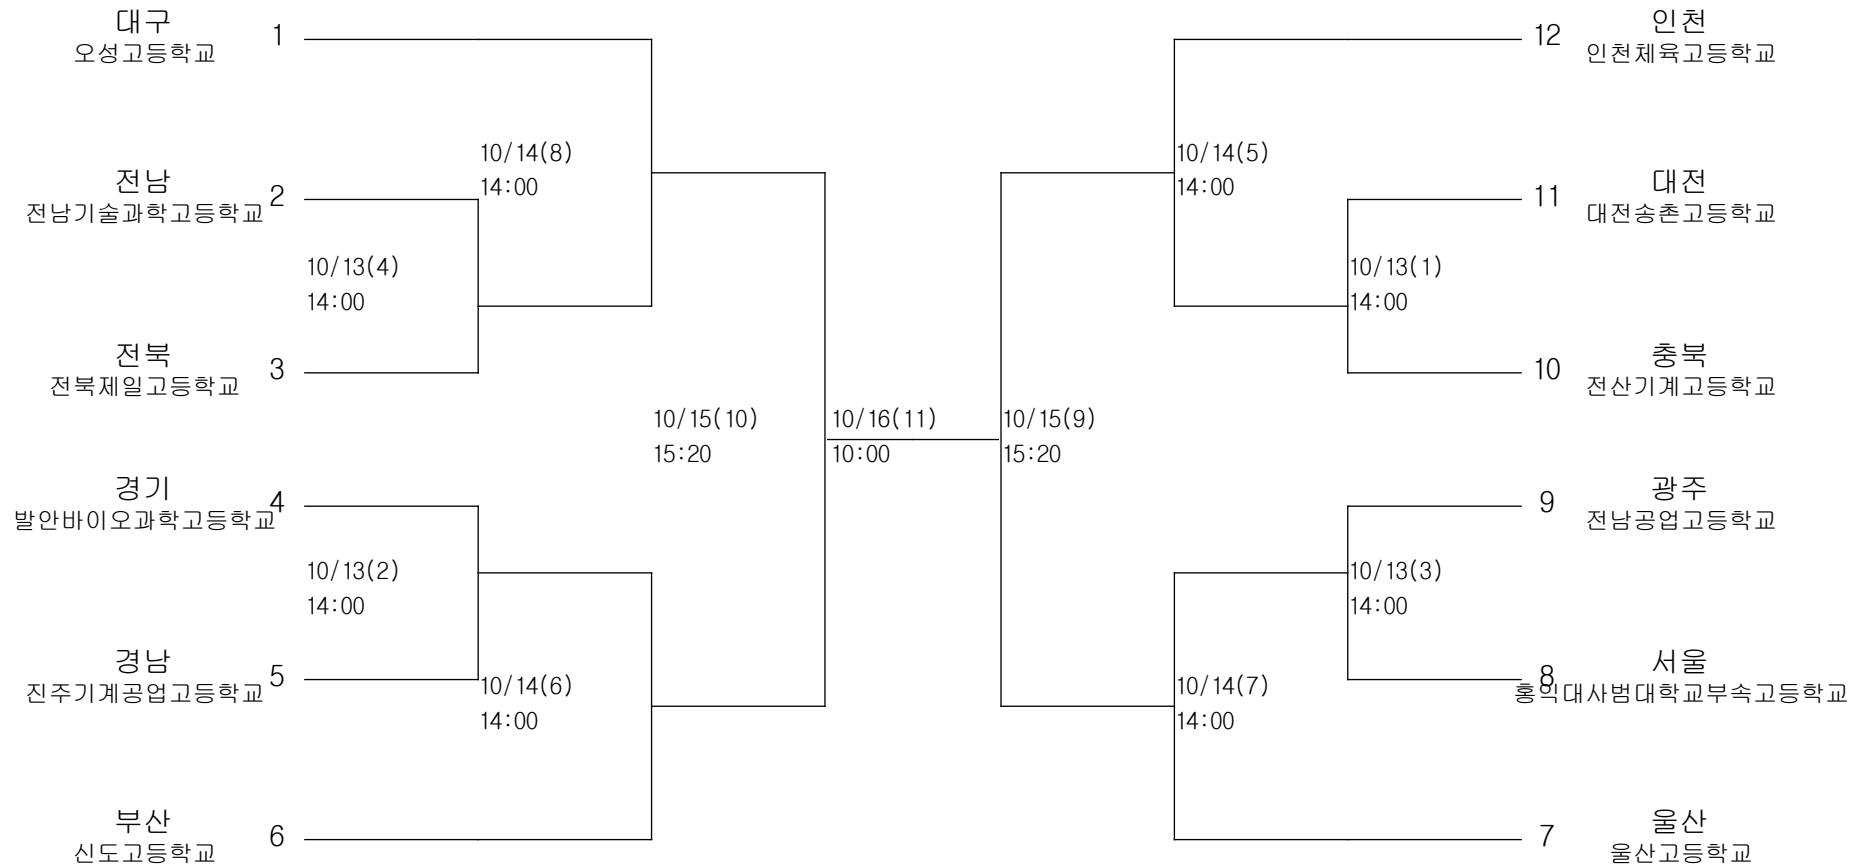 대구
오성고등학교
1
전남
전남기술과학고등학교
2
전북
전북제일고등학교
3
경기
발안바이오과학고등학교
4
경남
진주기계공업고등학교
5
부산
신도고등학교
6
10/13(4)
14:00
10/13(2)
14:00
10/14(8)
14:00
10/14(6)
14:00
10/15(10)
15:20
10/16(11)
10:00
10/15(9)
15:20
10/14(5)
14:00
10/14(7)
14:00
10/13(1)
14:00
10/13(3)
14:00
12
인천
인천체육고등학교
11
대전
대전송촌고등학교
10
충북
전산기계고등학교
9
광주
전남공업고등학교
8
서울
홍익대사범대학교부속고등학교
7
울산
울산고등학교